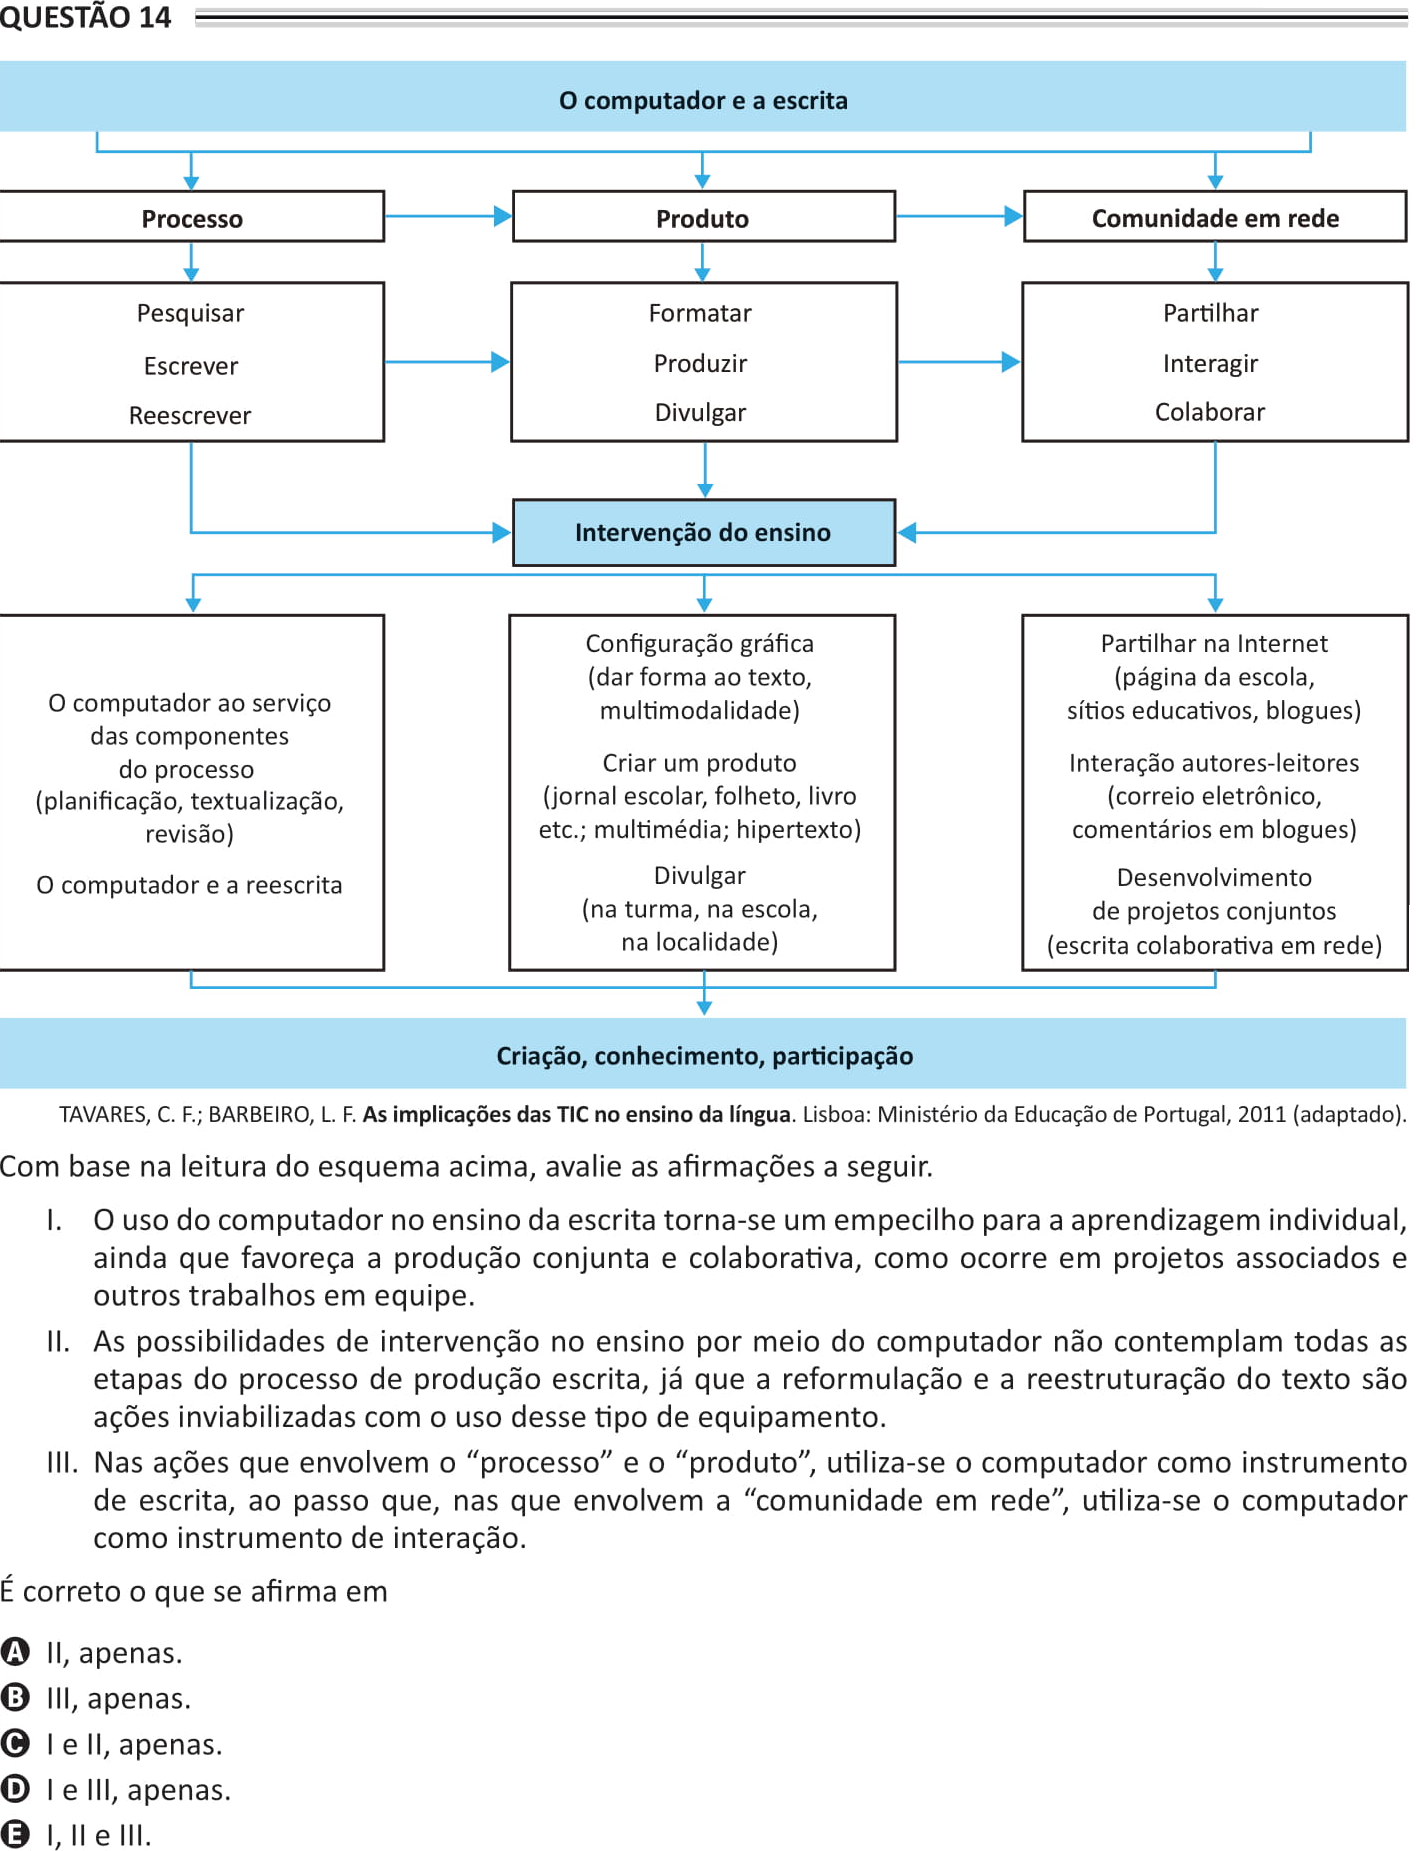 QUESTÃO 14
O computador e a escrita
Processo
Produto
Comunidade em rede
Pesquisar
Escrever
Reescrever
Formatar
Produzir
Divulgar
Partilhar
Interagir
Colaborar
Intervenção do ensino
O computador ao serviço
das componentes
do processo
(planificação, textualização,
revisão)
O computador e a reescrita
Configuração gráfica
(dar forma ao texto,
multimodalidade)
Criar um produto
(jornal escolar, folheto, livro
etc.; multimédia; hipertexto)
Divulgar
(na turma, na escola,
na localidade)
Partilhar na Internet
(página da escola,
sítios educativos, blogues)
Interação autores-leitores
(correio eletrônico,
comentários em blogues)
Desenvolvimento
de projetos conjuntos
(escrita colaborativa em rede)
Criação, conhecimento, participação
TAVARES, C. F.; BARBEIRO, L. F. As implicações das TIC no ensino da língua. Lisboa: Ministério da Educação de Portugal, 2011 (adaptado).
Com base na leitura do esquema acima, avalie as afirmações a seguir.
I. O uso do computador no ensino da escrita torna-se um empecilho para a aprendizagem individual,
ainda que favoreça a produção conjunta e colaborativa, como ocorre em projetos associados e
outros trabalhos em equipe.
II. As possibilidades de intervenção no ensino por meio do computador não contemplam todas as
etapas do processo de produção escrita, já que a reformulação e a reestruturação do texto são
ações inviabilizadas com o uso desse tipo de equipamento.
III. Nas ações que envolvem o “processo” e o “produto”, utiliza-se o computador como instrumento
de escrita, ao passo que, nas que envolvem a “comunidade em rede”, utiliza-se o computador
como instrumento de interação.
É correto o que se afirma em
A II, apenas.
B III, apenas.
C I e II, apenas.
D I e III, apenas.
E I, II e III.